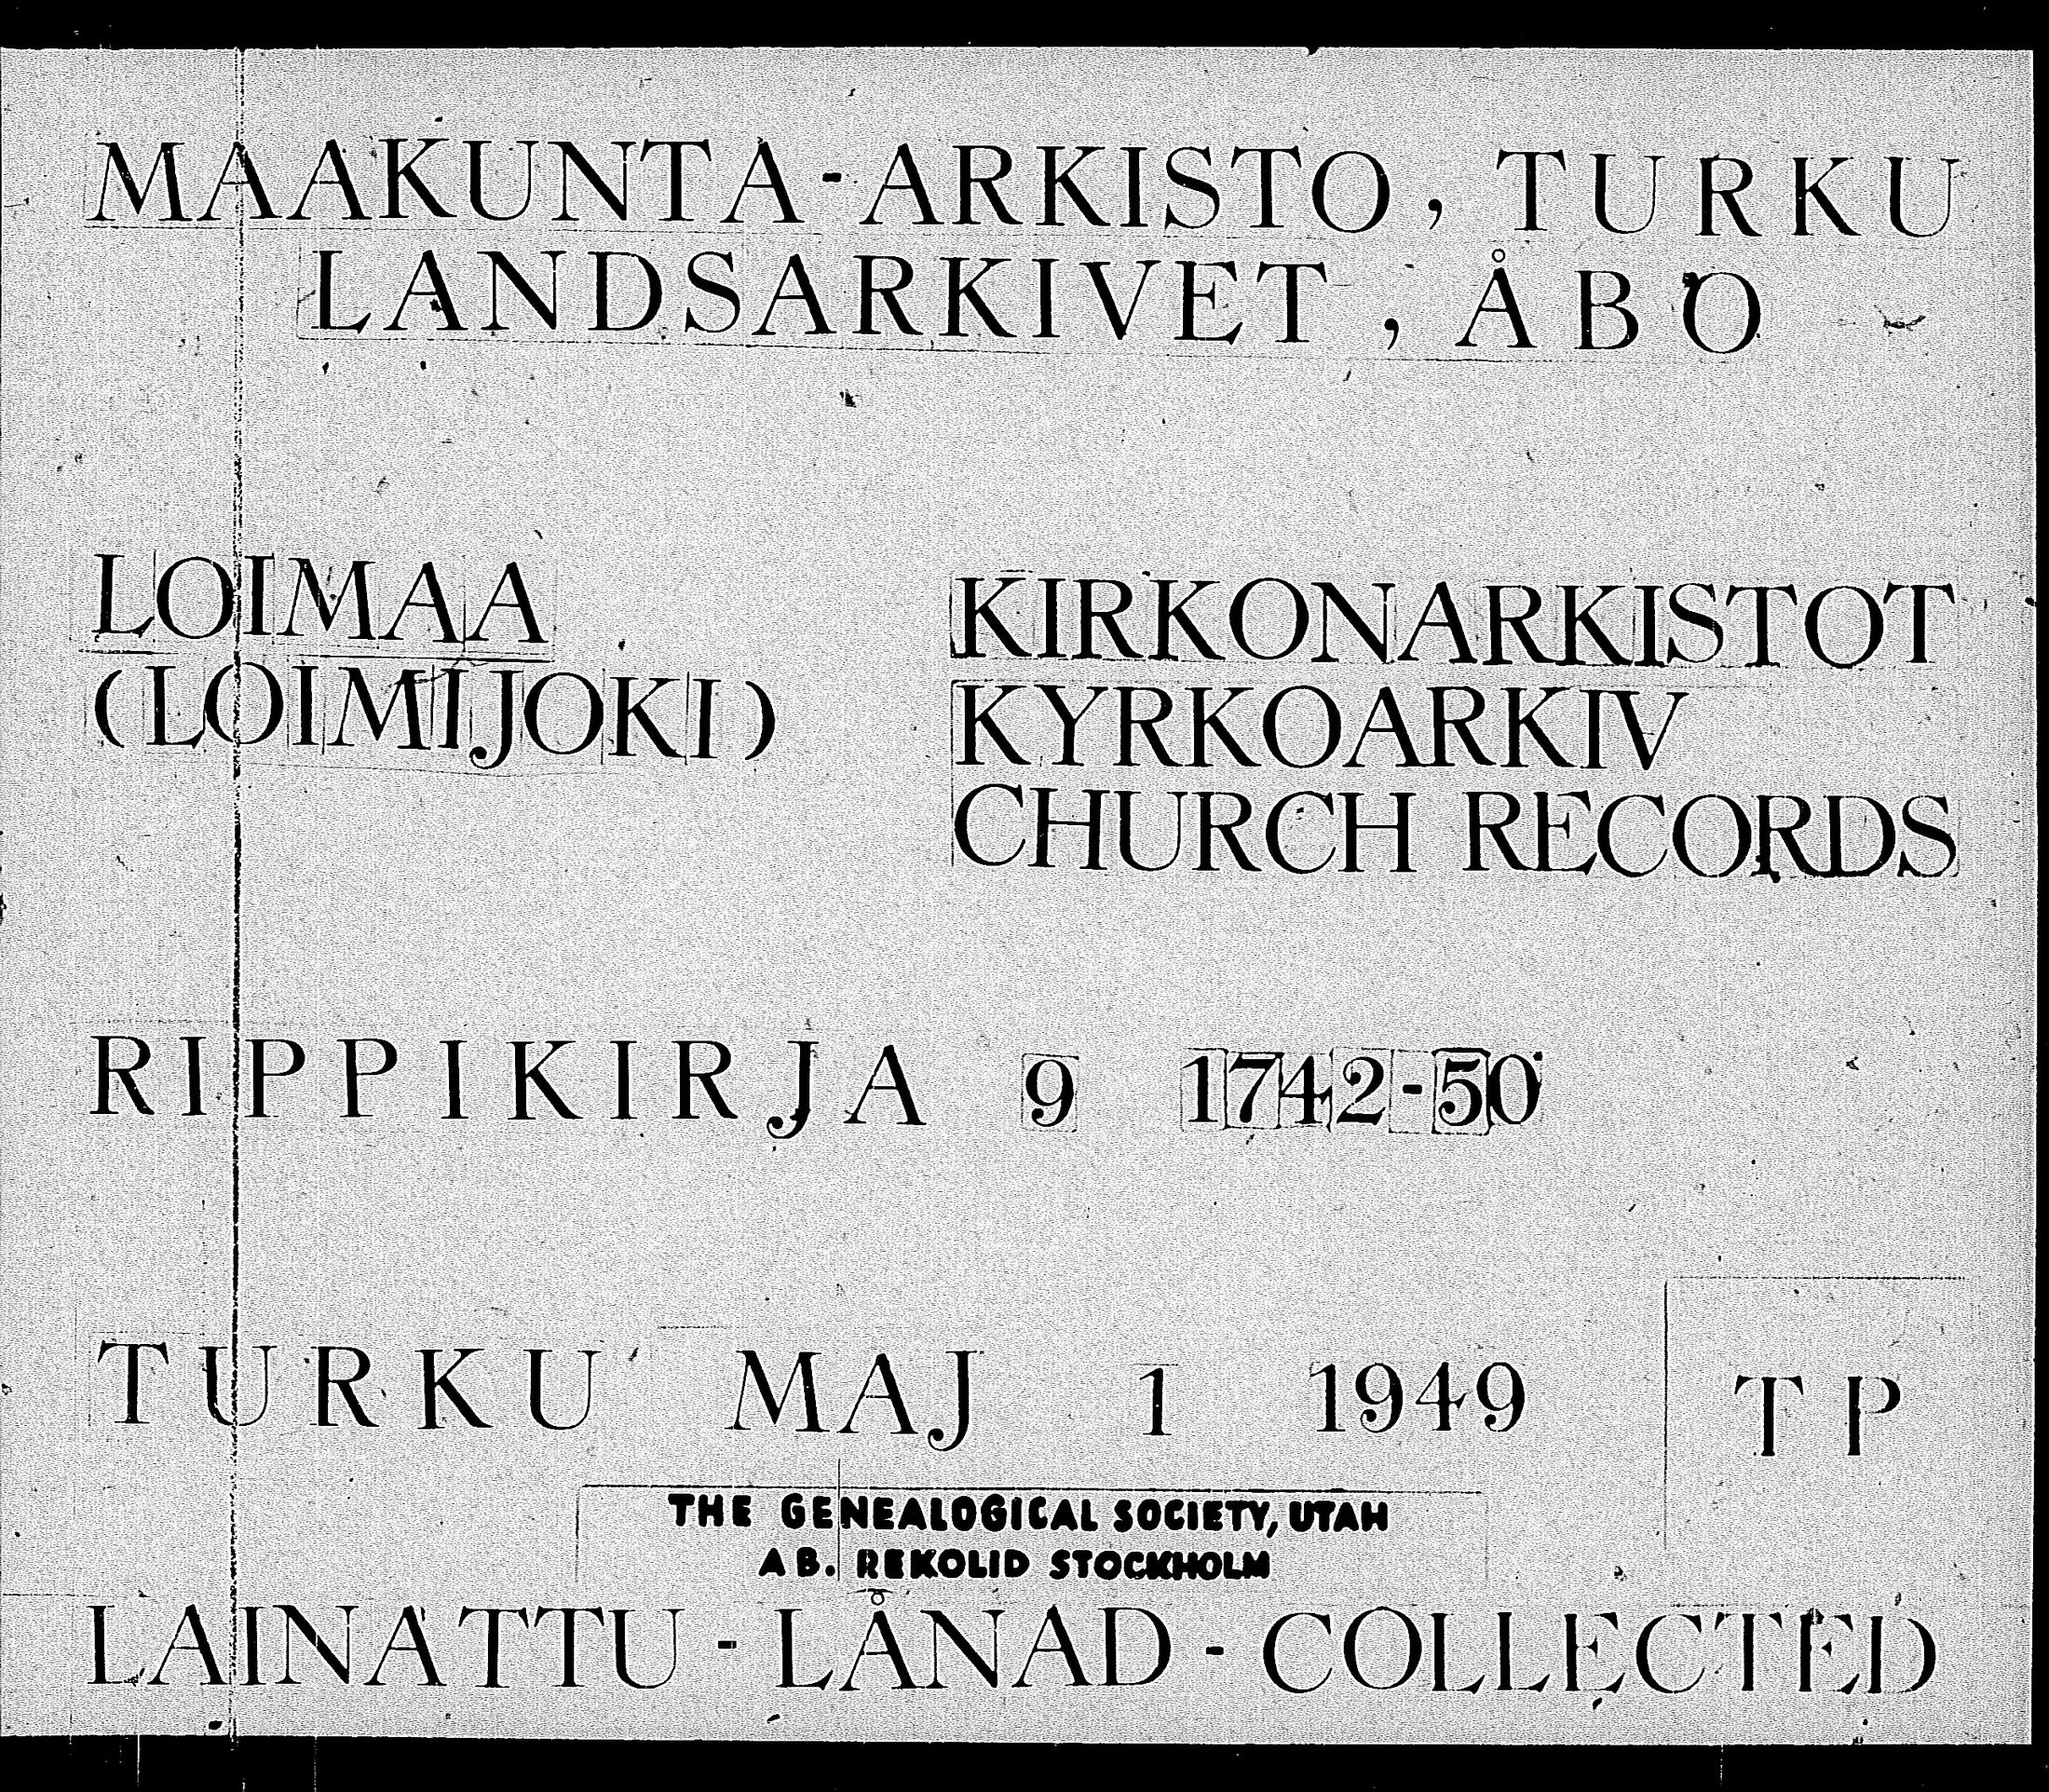 MAAKUNTA-ARKISTO, TURKU
LANDSARKIVET, ÅBO
LOIMAA
(LOIMIJOKI)
KIRKONARKISTOT
KYRKOARKIV
CHURCH RECORDS
RIPPIKIRJA 9 1742-50
TURKU MAJ 1 1949
TP
THE GENEALOGICAL SOCIETY, UTAH
AB. REKOLID STOCKHOLM
LAINATTU - LÅNAD - COLLECTED